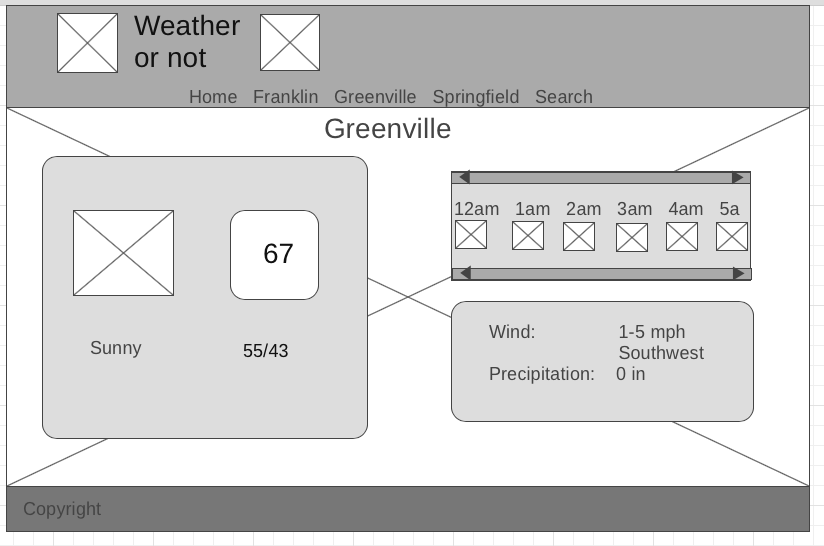 Weather
or not
Home Franklin Greenville Springfield Search
Greenville
67
Sunny
55/43
12am 1am 2am 3am 4am 5a
Wind: 1-5 mph
Southwest
Precipitation: 0 in
Copyright